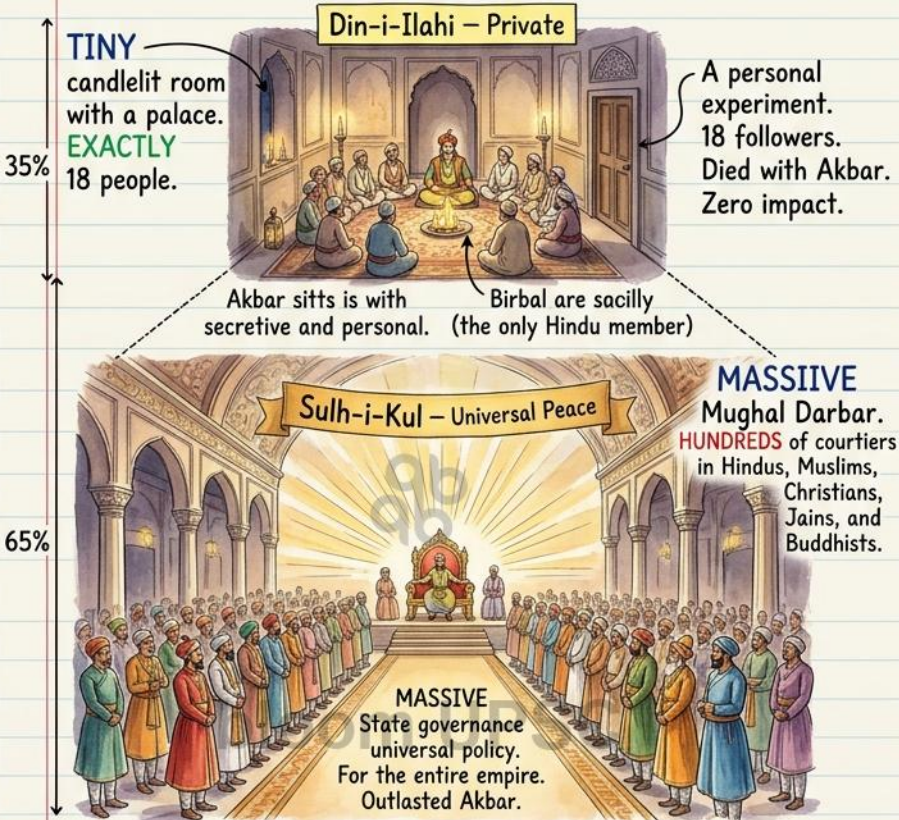 Din-i-Ilahi – Private
TINY
candlelit room
with a palace.
EXACTLY
18 people.
35%
A personal
experiment.
18 followers.
Died with Akbar.
Zero impact.
Akbar sitts is with
secretive and personal.
Birbal are sacilly
(the only Hindu member)
Sulh-i-Kul – Universal Peace
MASSIIVE
Mughal Darbar.
HUNDREDS of courtiers
in Hindus, Muslims,
Christians,
Jains, and
Buddhists.
65%
MASSIVE
State governance
universal policy.
For the entire empire.
Outlasted Akbar.